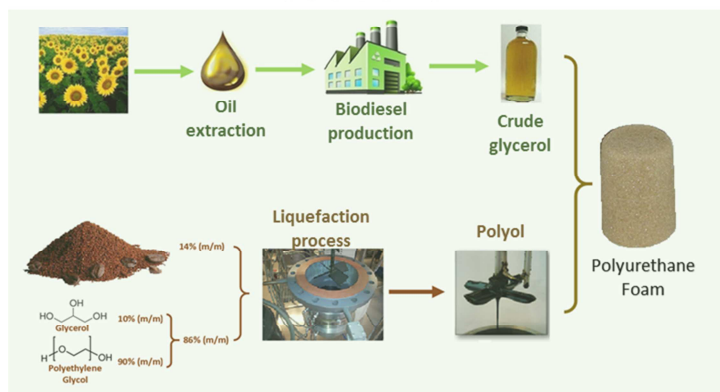 Oil
extraction
Biodiesel
production
Crude
glycerol
Liquefaction
process
Polyol
Polyurethane
Foam
14% (m/m)
OH
HO
OH
Glycerol
10% (m/m)
86% (m/m)
H
O
OH
Polyethylene
Glycol
90% (m/m)